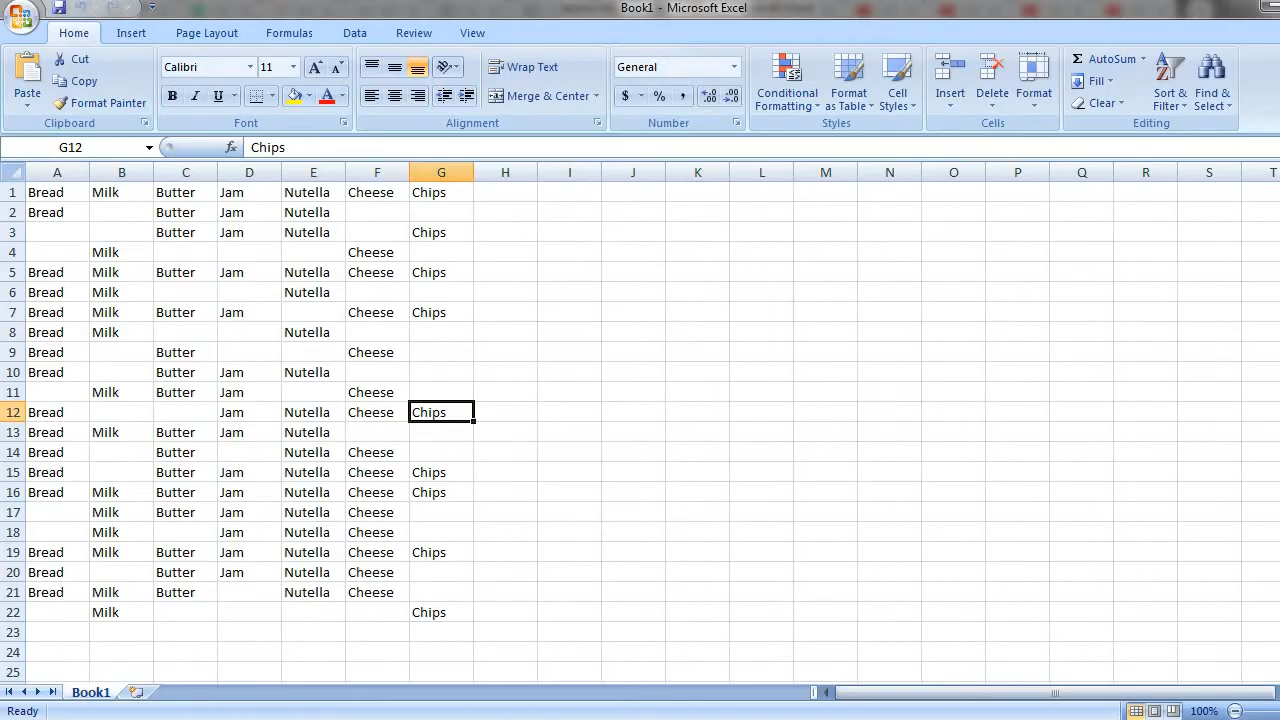 Book1 - Microsoft Excel
Home Insert Page Layout Formulas Data Review View
Cut
Copy
Format Painter
Paste
Clipboard
Calibri 11
B I U
Font
Wrap Text
Merge & Center
Alignment
General
$ % ,
Number
Conditional Formatting
Format as Table
Cell Styles
Styles
Insert Delete Format
Cells
AutoSum
Fill
Clear
Sort & Filter
Find & Select
Editing
G12 fx Chips
A B C D E F G H I J K L M N O P Q R S T
1 Bread Milk Butter Jam Nutella Cheese Chips
2 Bread Butter Jam Nutella
3 Butter Jam Nutella Chips
4 Milk Cheese
5 Bread Milk Butter Jam Nutella Cheese Chips
6 Bread Milk Nutella
7 Bread Milk Butter Jam Cheese Chips
8 Bread Milk Nutella
9 Bread Butter Cheese
10 Bread Butter Jam Nutella
11 Milk Butter Jam Cheese
12 Bread Jam Nutella Cheese Chips
13 Bread Milk Butter Jam Nutella
14 Bread Butter Nutella Cheese
15 Bread Butter Jam Nutella Cheese Chips
16 Bread Milk Butter Jam Nutella Cheese Chips
17 Milk Butter Jam Nutella Cheese
18 Milk Jam Nutella Cheese
19 Bread Milk Butter Jam Nutella Cheese Chips
20 Bread Butter Jam Nutella Cheese
21 Bread Milk Butter Nutella Cheese
22 Milk Chips
23
24
25
Book1
Ready 100%